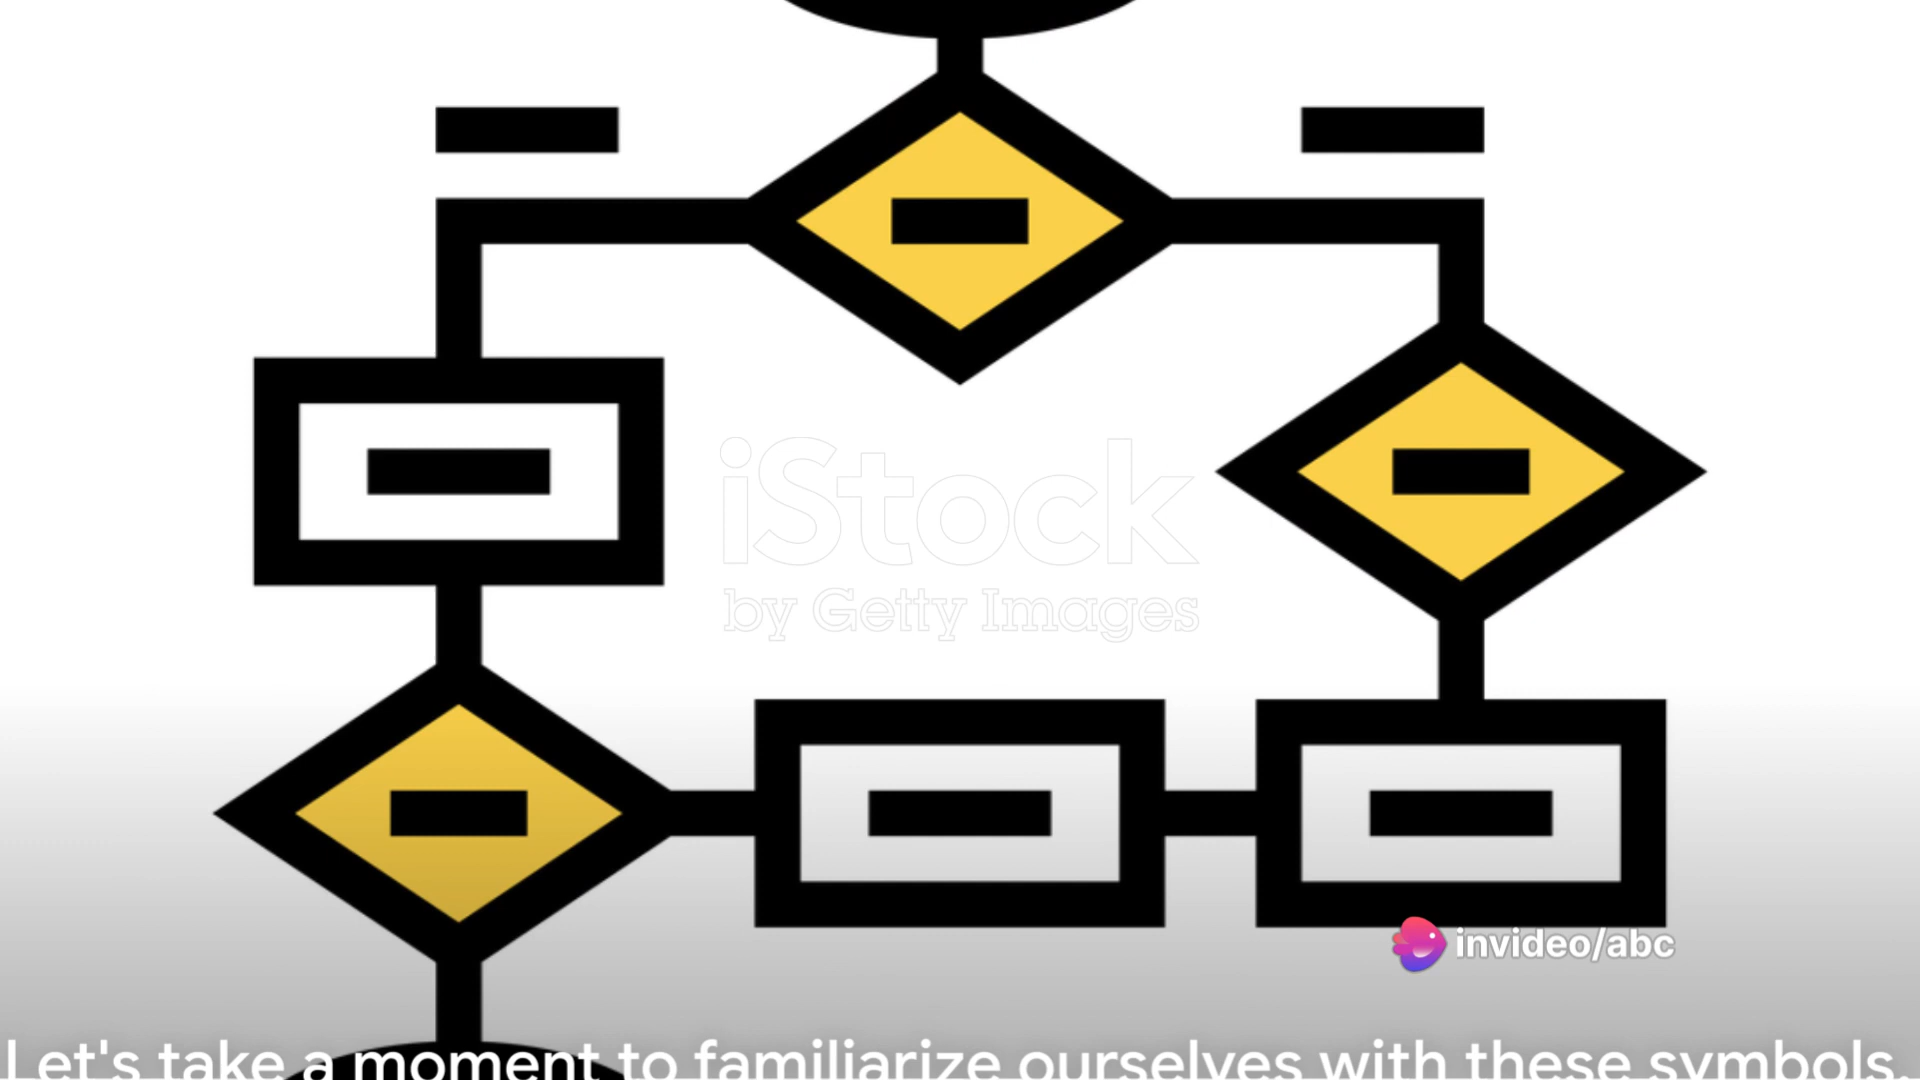 iStock
by Getty Images
invideo/abc
Let's take a moment to familiarize ourselves with these symbols.